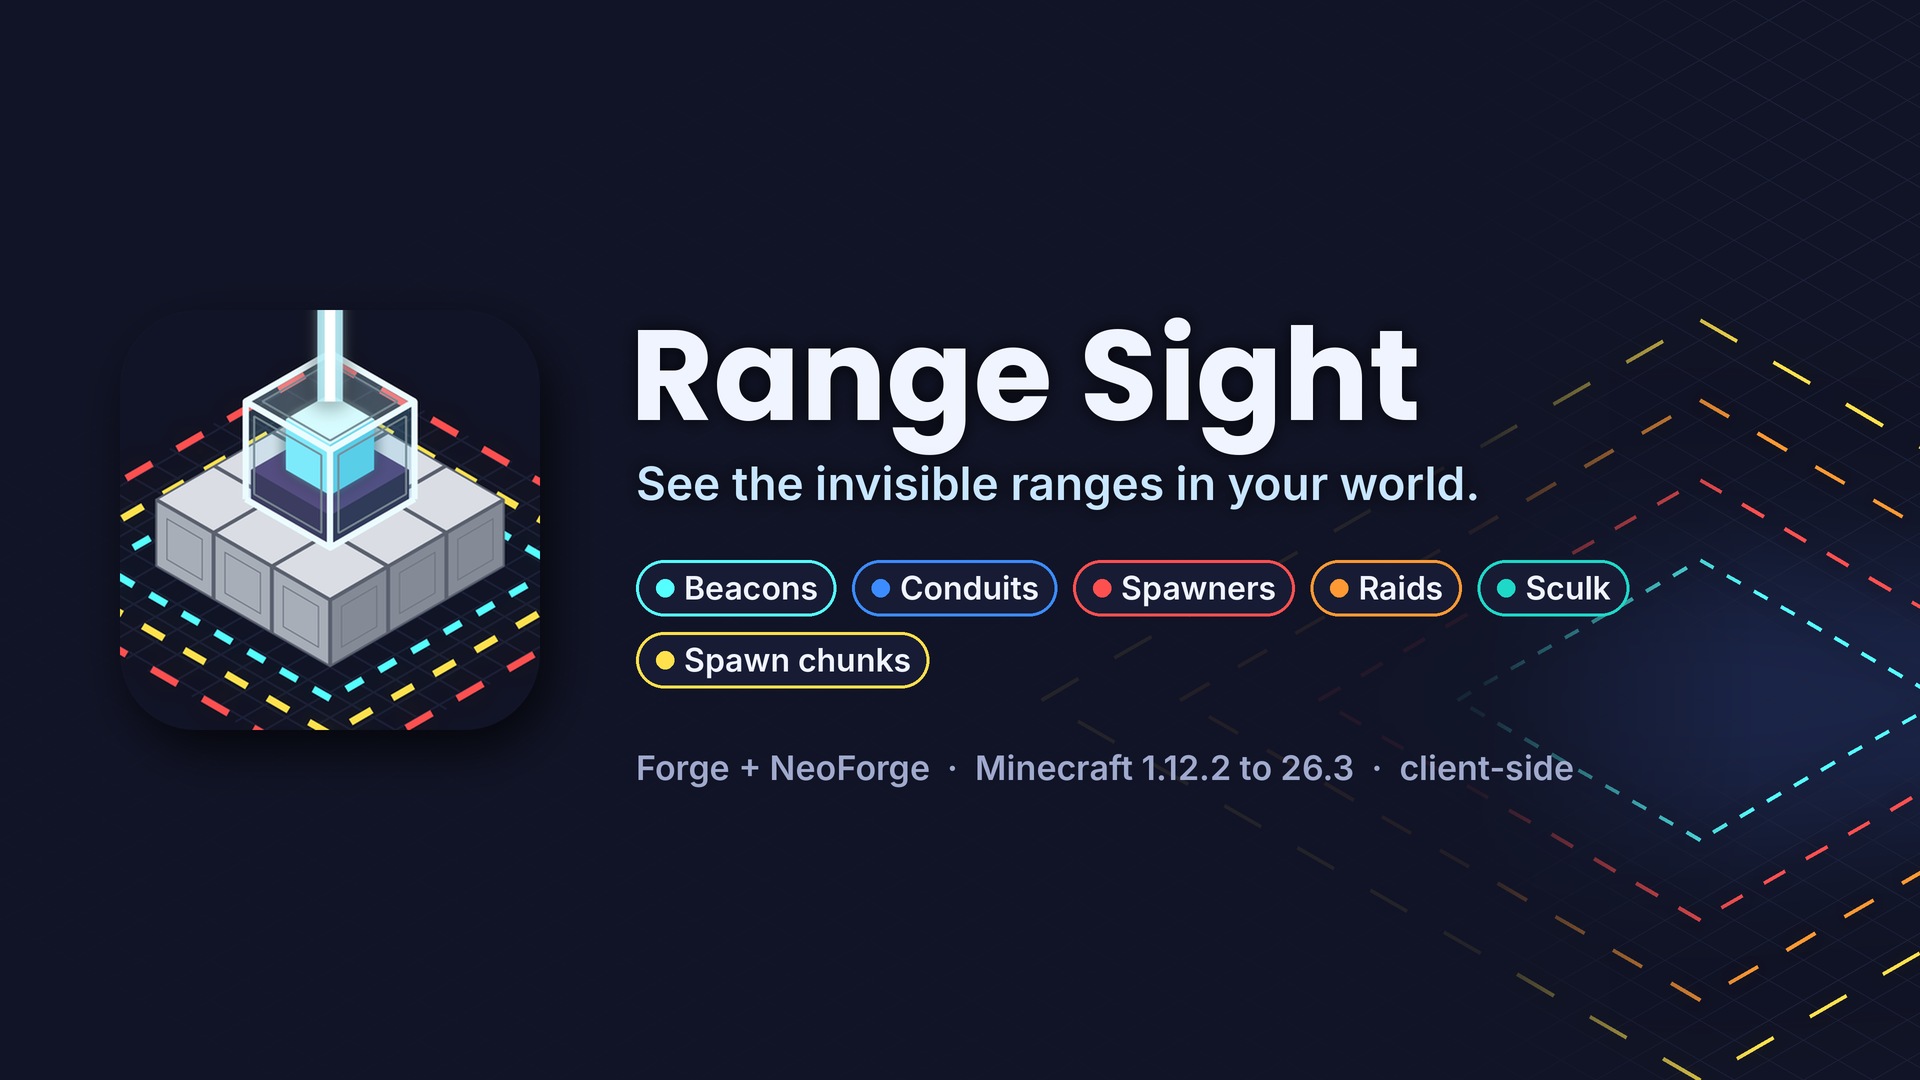 Range Sight
See the invisible ranges in your world.
Beacons Conduits Spawners Raids Sculk
Spawn chunks
Forge + NeoForge · Minecraft 1.12.2 to 26.3 · client-side